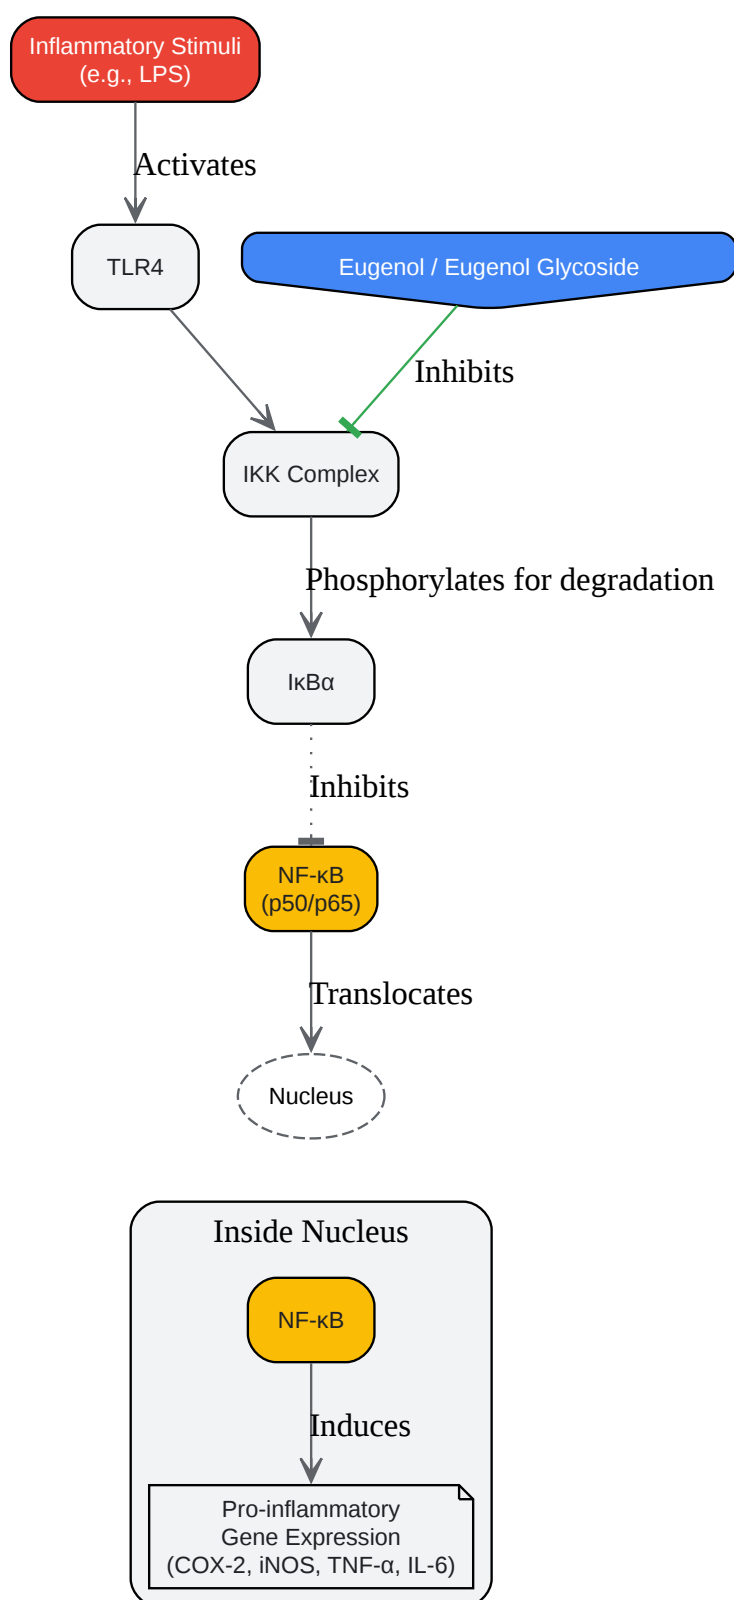 Inflammatory Stimuli
(e.g., LPS)
Activates
TLR4
Eugenol / Eugenol Glycoside
Inhibits
IKK Complex
Phosphorylates for degradation
IκBα
Inhibits
NF-κB
(p50/p65)
Translocates
Nucleus
Inside Nucleus
NF-κB
Induces
Pro-inflammatory
Gene Expression
(COX-2, iNOS, TNF-α, IL-6)